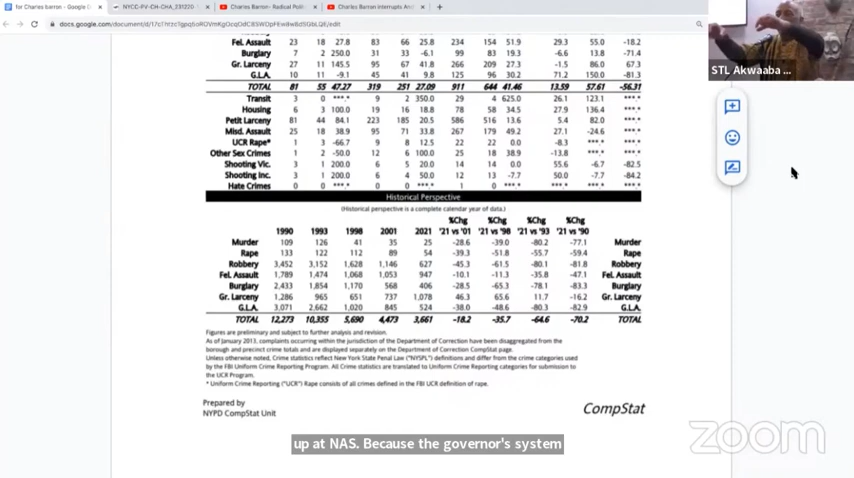 for Charles barron - Google D
NYCC-PV-CH-CHA_331220
Charles Barron- Radical Politi
Charles Barron Interrupts And
docs.google.com/document/d/17cl?htzc7gpq5oROVmKgOcqOdC8SWDpFEw8w8dSGbLQE/edit
Fel. Assault 23 18 27.8 83 66 25.8 234 154 51.9 29.3 55.0 -18.2
Burglary 7 2 250.0 31 33 -6.1 99 83 19.3 -6.6 13.8 -71.4
Gr. Larceny 27 11 145.5 95 67 41.8 266 209 27.3 -1.5 86.0 67.3
G.L.A. 10 11 -9.1 45 41 9.8 125 96 30.2 71.2 150.0 -81.3
TOTAL 81 55 47.27 319 251 27.09 911 644 41.46 13.59 57.61 -56.31
Transit 3 0 ***.* 9 2 350.0 29 4 625.0 26.1 123.1 ***.*
Housing 6 3 100.0 19 16 18.8 78 58 34.5 27.9 136.4 ***.*
Petit Larceny 81 44 84.1 223 185 20.5 586 516 13.6 5.4 82.0 ***.*
Misd. Assault 25 18 38.9 95 71 33.8 267 179 49.2 27.1 -24.6 ***.*
UCR Rape* 1 3 -66.7 9 8 12.5 22 22 0.0 -8.3 ***.* ***.*
Other Sex Crimes 1 2 -50.0 12 6 100.0 25 18 38.9 -13.8 ***.* ***.*
Shooting Vic. 3 1 200.0 6 5 20.0 14 14 0.0 55.6 -6.7 -82.5
Shooting Inc. 3 1 200.0 6 4 50.0 12 13 -7.7 50.0 -7.7 -84.2
Hate Crimes 0 0 ***.* 0 0 ***.* 1 0 ***.* ***.* ***.* ***.*
Historical Perspective
(Historical perspective is a complete calendar year of data.)
%Chg %Chg %Chg %Chg
1990 1993 1998 2001 2021 '21 vs '01 '21 vs '98 '21 vs '93 '21 vs '90
Murder 109 126 41 35 25 -28.6 -39.0 -80.2 -77.1 Murder
Rape 133 122 112 89 54 -39.3 -51.8 -55.7 -59.4 Rape
Robbery 3,452 3,152 1,628 1,146 627 -45.3 -61.5 -80.1 -81.8 Robbery
Fel. Assault 1,789 1,474 1,068 1,053 947 -10.1 -11.3 -35.8 -47.1 Fel. Assault
Burglary 2,433 1,854 1,170 568 406 -28.5 -65.3 -78.1 -83.3 Burglary
Gr. Larceny 1,286 965 651 737 1,078 46.3 65.6 11.7 -16.2 Gr. Larceny
G.L.A. 3,071 2,662 1,020 845 524 -38.0 -48.6 -80.3 -82.9 G.L.A.
TOTAL 12,273 10,355 5,690 4,473 3,661 -18.2 -35.7 -64.6 -70.2 TOTAL
Figures are preliminary and subject to further analysis and revision.
As of January 2013, complaints occurring within the jurisdiction of the Department of Correction have been disaggregated from the
borough and precinct crime totals and are displayed separately on the Department of Correction CompStat page.
Unless otherwise noted, Crime statistics reflect New York State Penal Law ("NYSPL") definitions and differ from the crime categories used
by the FBI Uniform Crime Reporting Program. All Crime statistics are translated to Uniform Crime Reporting categories for submission to
the UCR Program.
* Uniform Crime Reporting ("UCR") Rape consists of all crimes defined in the FBI UCR definition of rape.
Prepared by
NYPD CompStat Unit
CompStat
STL Akwaaba ...
up at NAS. Because the governor's system
zoom